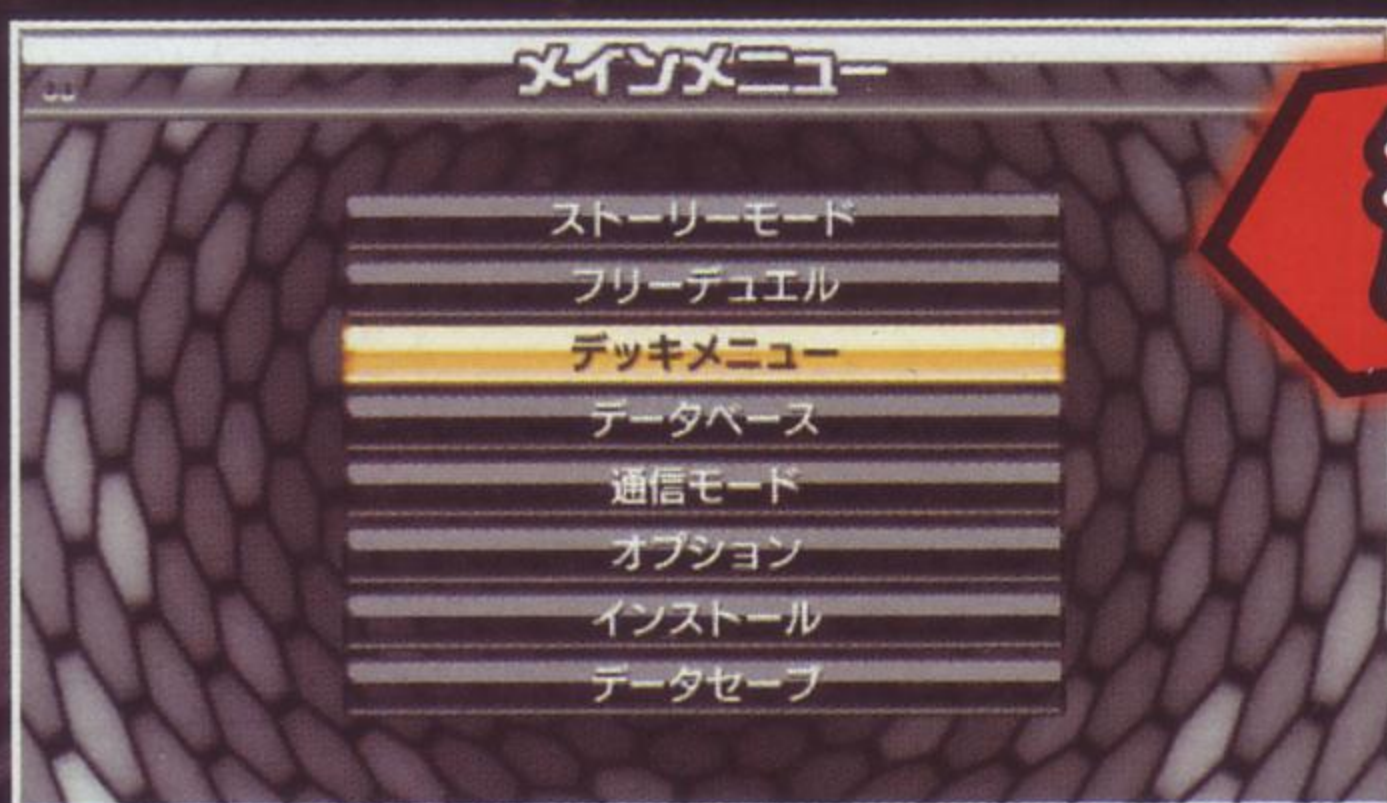 メインメニュー
ストーリーモード
フリーデュエル
デッキメニュー
データベース
通信モード
オプション
インストール
データセーブ